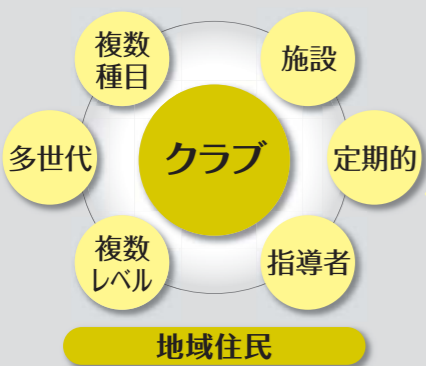 複数
種目
施設
多世代
クラブ
定期的
複数
レベル
指導者
地域住民